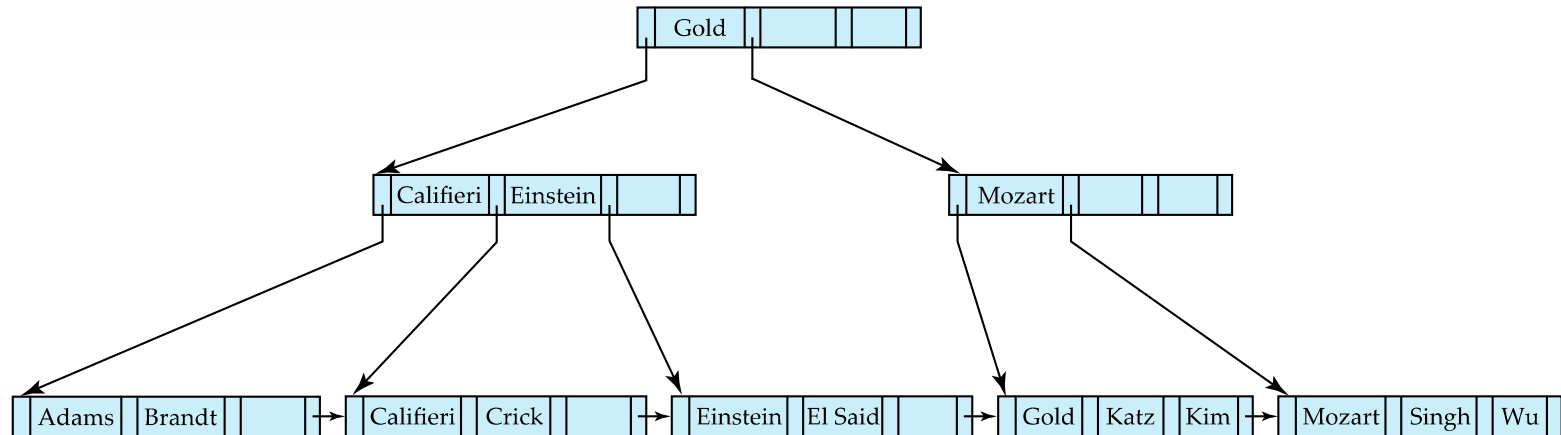 Gold
Califieri Einstein Mozart
Adams Brandt Califieri Crick Einstein El Said Gold Katz Kim Mozart Singh Wu